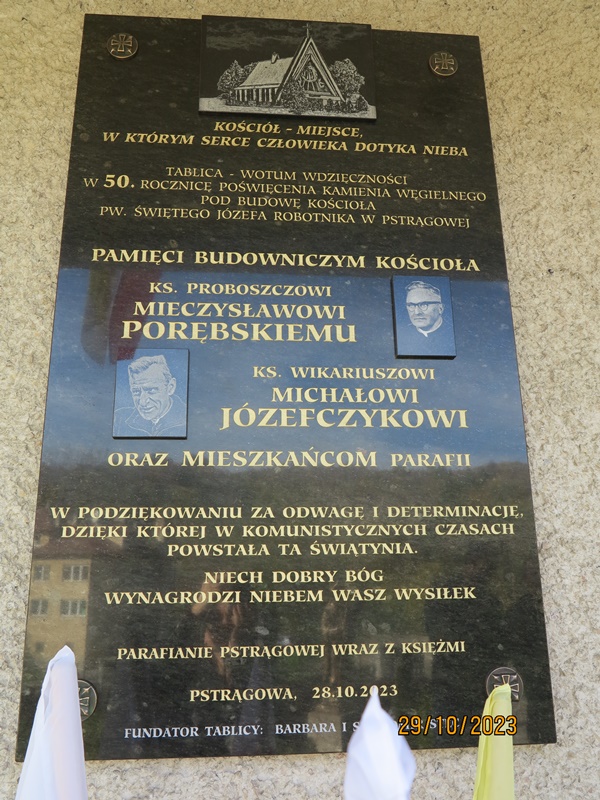 KOŚCIÓŁ - MIEJSCE,
W KTÓRYM SERCE CZŁOWIEKA DOTYKA NIEBA
TABLICA - WOTUM WDZIĘCZNOŚCI
W 50. ROCZNICĘ POŚWIĘCENIA KAMIENIA WĘGIELNEGO
POD BUDOWĘ KOŚCIOŁA
PW. ŚWIĘTEGO JÓZEFA ROBOTNIKA W PSTRĄGOWEJ
PAMIĘCI BUDOWNICZYM KOŚCIOŁA
KS. PROBOSZCZOWI
MIECZYSŁAWOWI
PORĘBSKIEMU
KS. WIKARIUSZOWI
MICHAŁOWI
JÓZEFCZYKOWI
ORAZ MIESZKAŃCOM PARAFII
W PODZIĘKOWANIU ZA ODWAGĘ I DETERMINACJĘ,
DZIĘKI KTÓREJ W KOMUNISTYCZNYCH CZASACH
POWSTAŁA TA ŚWIĄTYNIA.
NIECH DOBRY BÓG
WYNAGRODZI NIEBEM WASZ WYSIŁEK
PARAFIANIE PSTRĄGOWEJ WRAZ Z KSIĘŻMI
PSTRĄGOWA, 28.10.2023
FUNDATOR TABLICY: BARBARA I
29/10/2023